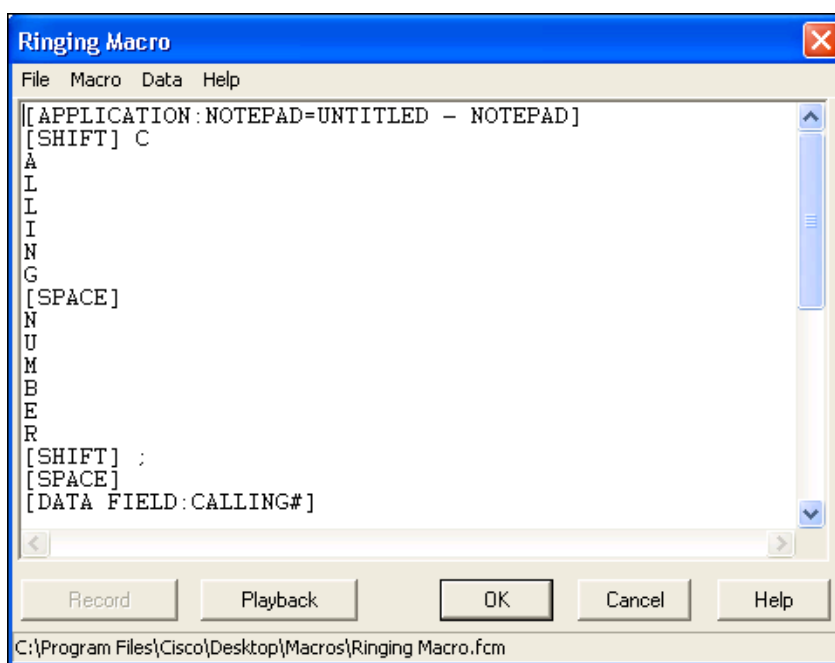 Ringing Macro
File Macro Data Help
[APPLICATION:NOTEPAD=UNTITLED – NOTEPAD]
[SHIFT] C
A
L
L
I
N
G
[SPACE]
N
U
M
B
E
R
[SHIFT] ;
[SPACE]
[DATA FIELD:CALLING#]
Record Playback OK Cancel Help
C:\Program Files\Cisco\Desktop\Macros\Ringing Macro.fcm